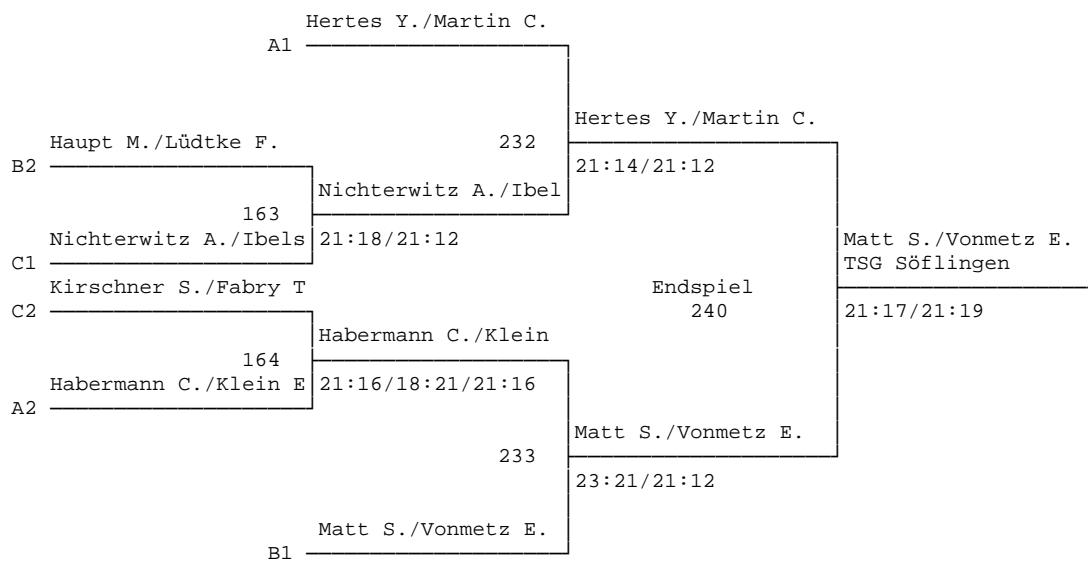 Hertes Y./Martin C.
A1
Hertes Y./Martin C.
Haupt M./Lüdtke F.
232
B2
21:14/21:12
Nichterwitz A./Ibel
163
Nichterwitz A./Ibels
21:18/21:12
Matt S./Vonmetz E.
C1
TSG Söflingen
Kirschner S./Fabry T
Endspiel
C2
240
21:17/21:19
Habermann C./Klein
164
Habermann C./Klein E
21:16/18:21/21:16
A2
Matt S./Vonmetz E.
233
23:21/21:12
Matt S./Vonmetz E.
B1